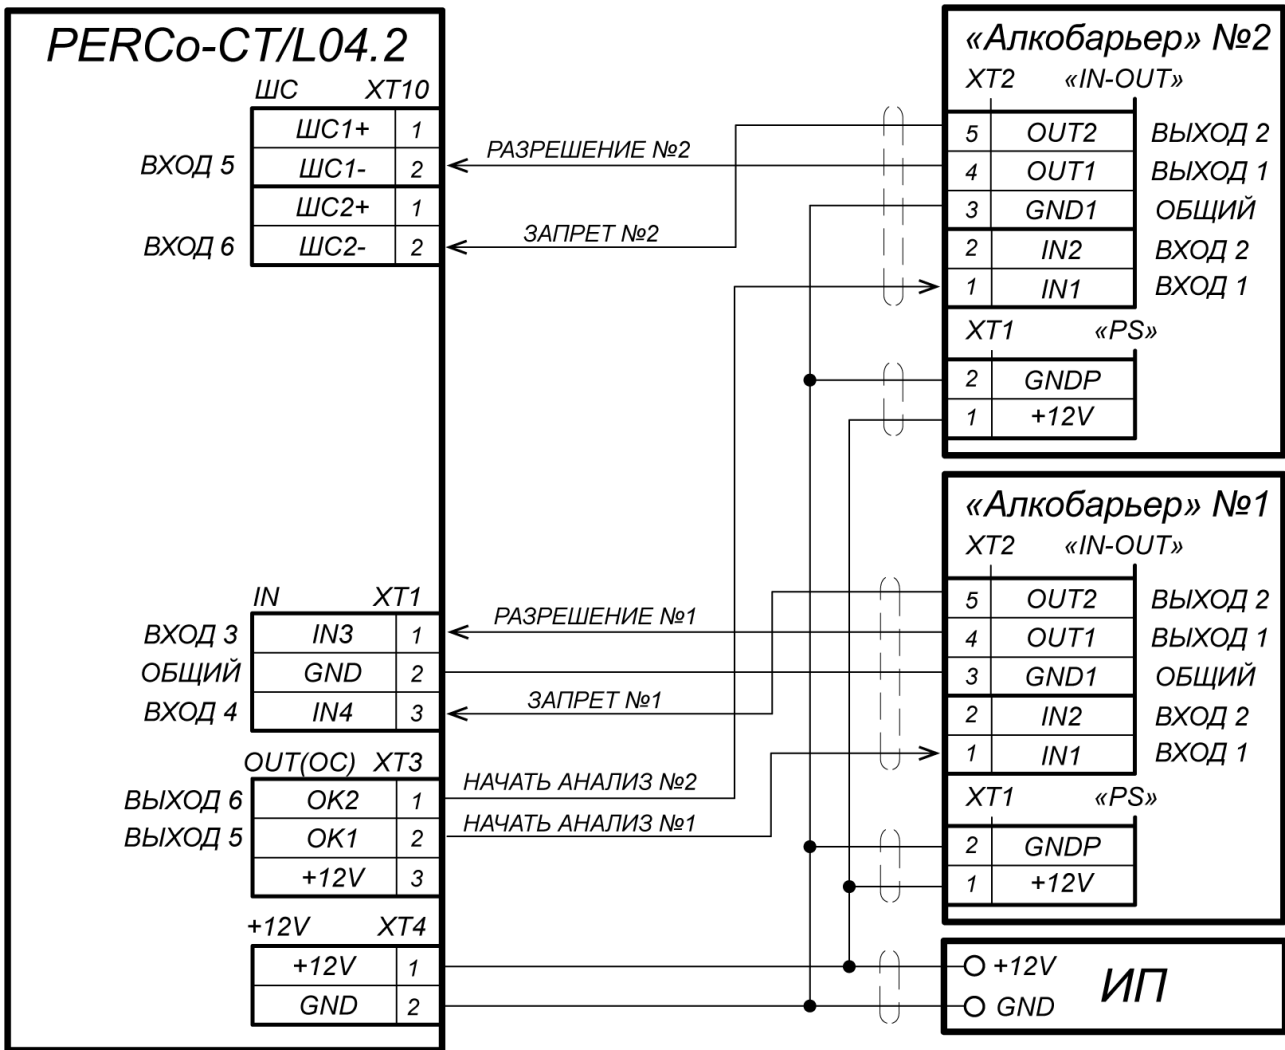 PERCo-CT/L04.2
ШС XT10
ШС1+ 1
ВХОД 5 ШС1- 2
ШС2+ 1
ВХОД 6 ШС2- 2
РАЗРЕШЕНИЕ №2
ЗАПРЕТ №2
«Алкобарьер» №2
XT2 «IN-OUT»
5 OUT2 ВЫХОД 2
4 OUT1 ВЫХОД 1
3 GND1 ОБЩИЙ
2 IN2 ВХОД 2
1 IN1 ВХОД 1
XT1 «PS»
2 GNDP
1 +12V
IN XT1
ВХОД 3 IN3 1
ОБЩИЙ GND 2
ВХОД 4 IN4 3
РАЗРЕШЕНИЕ №1
ЗАПРЕТ №1
OUT(OC) XT3
ВЫХОД 6 OK2 1
ВЫХОД 5 OK1 2
+12V 3
НАЧАТЬ АНАЛИЗ №2
НАЧАТЬ АНАЛИЗ №1
+12V XT4
+12V 1
GND 2
«Алкобарьер» №1
XT2 «IN-OUT»
5 OUT2 ВЫХОД 2
4 OUT1 ВЫХОД 1
3 GND1 ОБЩИЙ
2 IN2 ВХОД 2
1 IN1 ВХОД 1
XT1 «PS»
2 GNDP
1 +12V
+12V ИП
GND